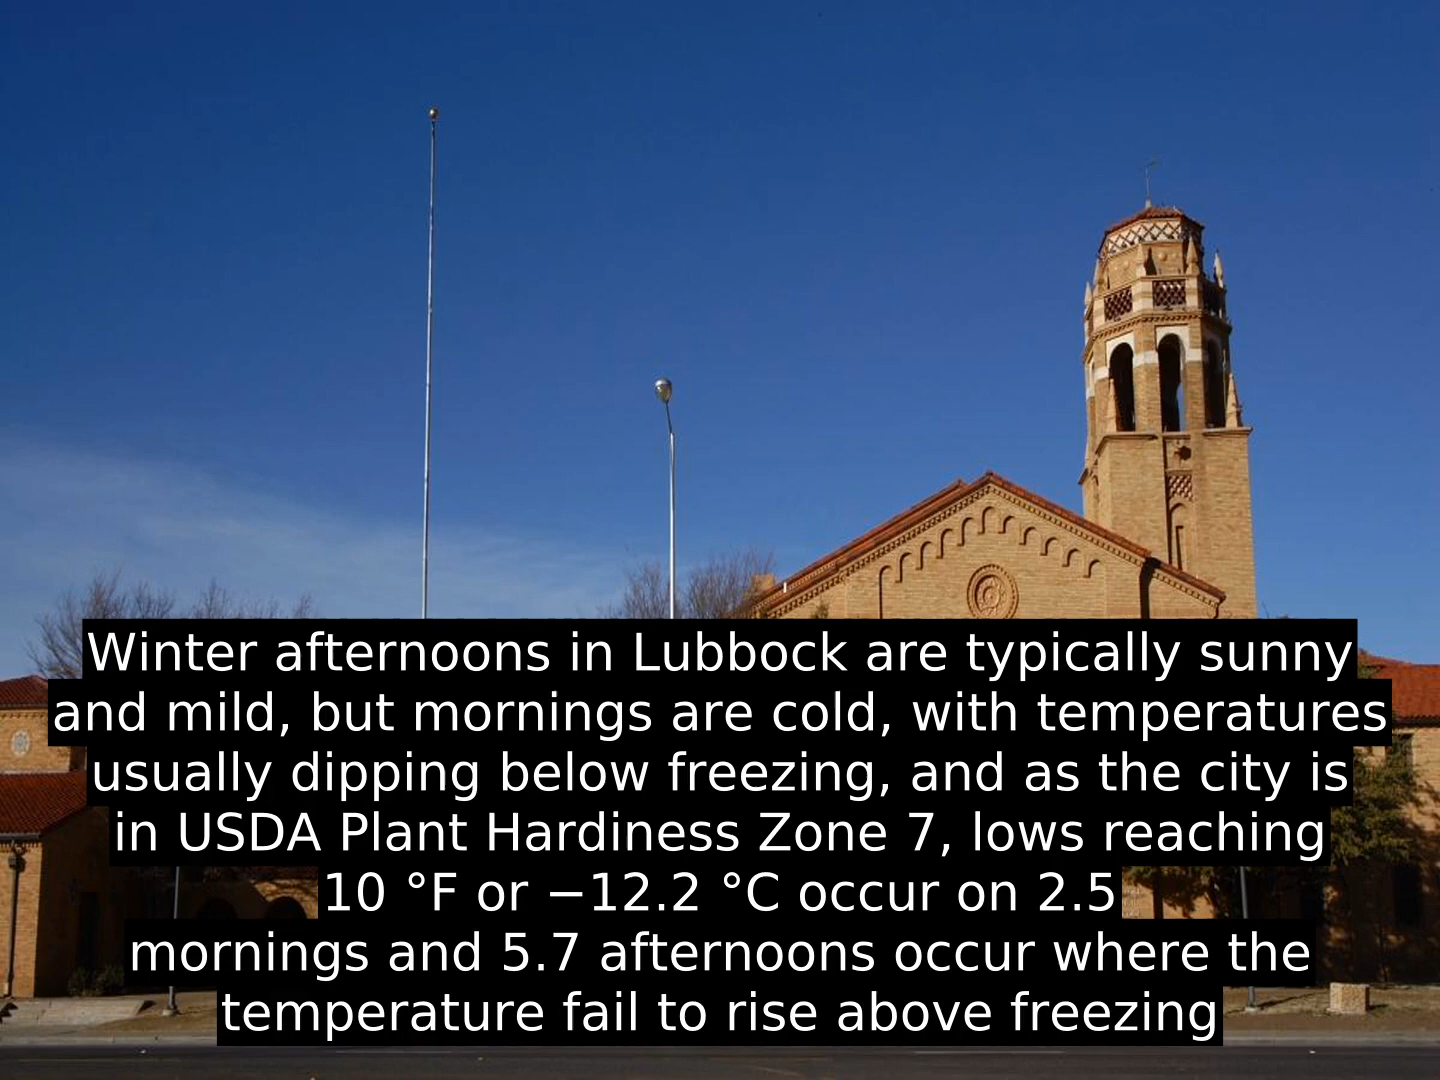 Winter afternoons in Lubbock are typically sunny
and mild, but mornings are cold, with temperatures
usually dipping below freezing, and as the city is
in USDA Plant Hardiness Zone 7, lows reaching
10 °F or −12.2 °C occur on 2.5
mornings and 5.7 afternoons occur where the
temperature fail to rise above freezing